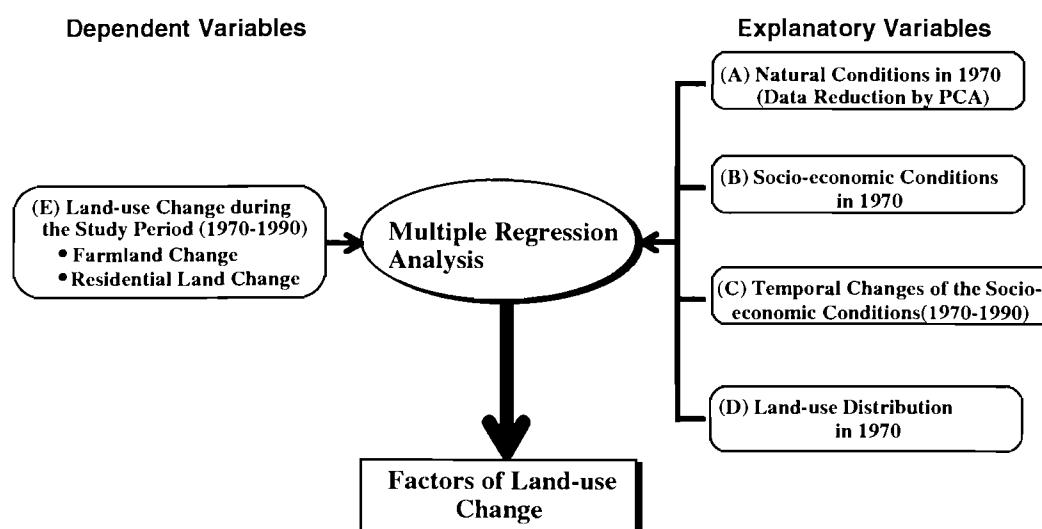 Dependent Variables
Explanatory Variables
(E) Land-use Change during
the Study Period (1970-1990)
• Farmland Change
• Residential Land Change
Multiple Regression
Analysis
(A) Natural Conditions in 1970
(Data Reduction by PCA)
(B) Socio-economic Conditions
in 1970
(C) Temporal Changes of the Socio-
economic Conditions(1970-1990)
(D) Land-use Distribution
in 1970
Factors of Land-use
Change